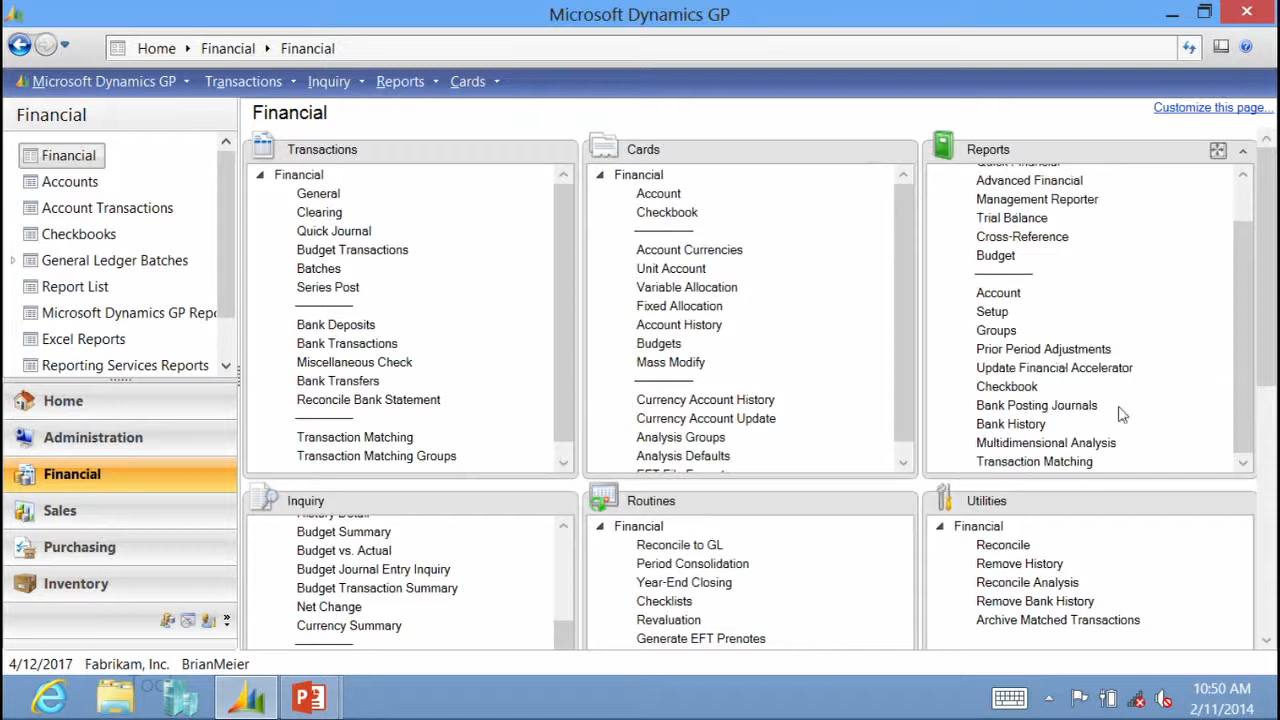 Microsoft Dynamics GP
Home Financial Financial
Microsoft Dynamics GP Transactions Inquiry Reports Cards
Financial
Financial
Accounts
Account Transactions
Checkbooks
General Ledger Batches
Report List
Microsoft Dynamics GP Repo
Excel Reports
Reporting Services Reports
Home
Administration
Financial
Sales
Purchasing
Inventory
Financial
Customize this page...
Transactions
Financial
General
Clearing
Quick Journal
Budget Transactions
Batches
Series Post
Bank Deposits
Bank Transactions
Miscellaneous Check
Bank Transfers
Reconcile Bank Statement
Transaction Matching
Transaction Matching Groups
Cards
Financial
Account
Checkbook
Account Currencies
Unit Account
Variable Allocation
Fixed Allocation
Account History
Budgets
Mass Modify
Currency Account History
Currency Account Update
Analysis Groups
Analysis Defaults
Reports
Advanced Financial
Management Reporter
Trial Balance
Cross-Reference
Budget
Account
Setup
Groups
Prior Period Adjustments
Update Financial Accelerator
Checkbook
Bank Posting Journals
Bank History
Multidimensional Analysis
Transaction Matching
Inquiry
Budget Summary
Budget vs. Actual
Budget Journal Entry Inquiry
Budget Transaction Summary
Net Change
Currency Summary
Routines
Financial
Reconcile to GL
Period Consolidation
Year-End Closing
Checklists
Revaluation
Generate EFT Prenotes
Utilities
Financial
Reconcile
Remove History
Reconcile Analysis
Remove Bank History
Archive Matched Transactions
4/12/2017 Fabrikam, Inc. BrianMeier
10:50 AM
2/11/2014